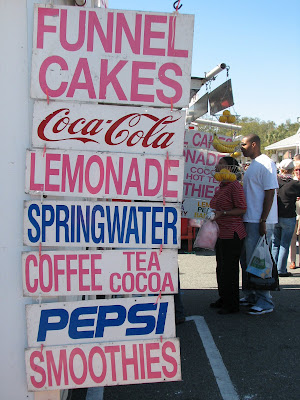 FUNNEL
CAKES
Coca-Cola
LEMONADE
SPRINGWATER
COFFEE TEA COCOA
PEPSI
SMOOTHIES